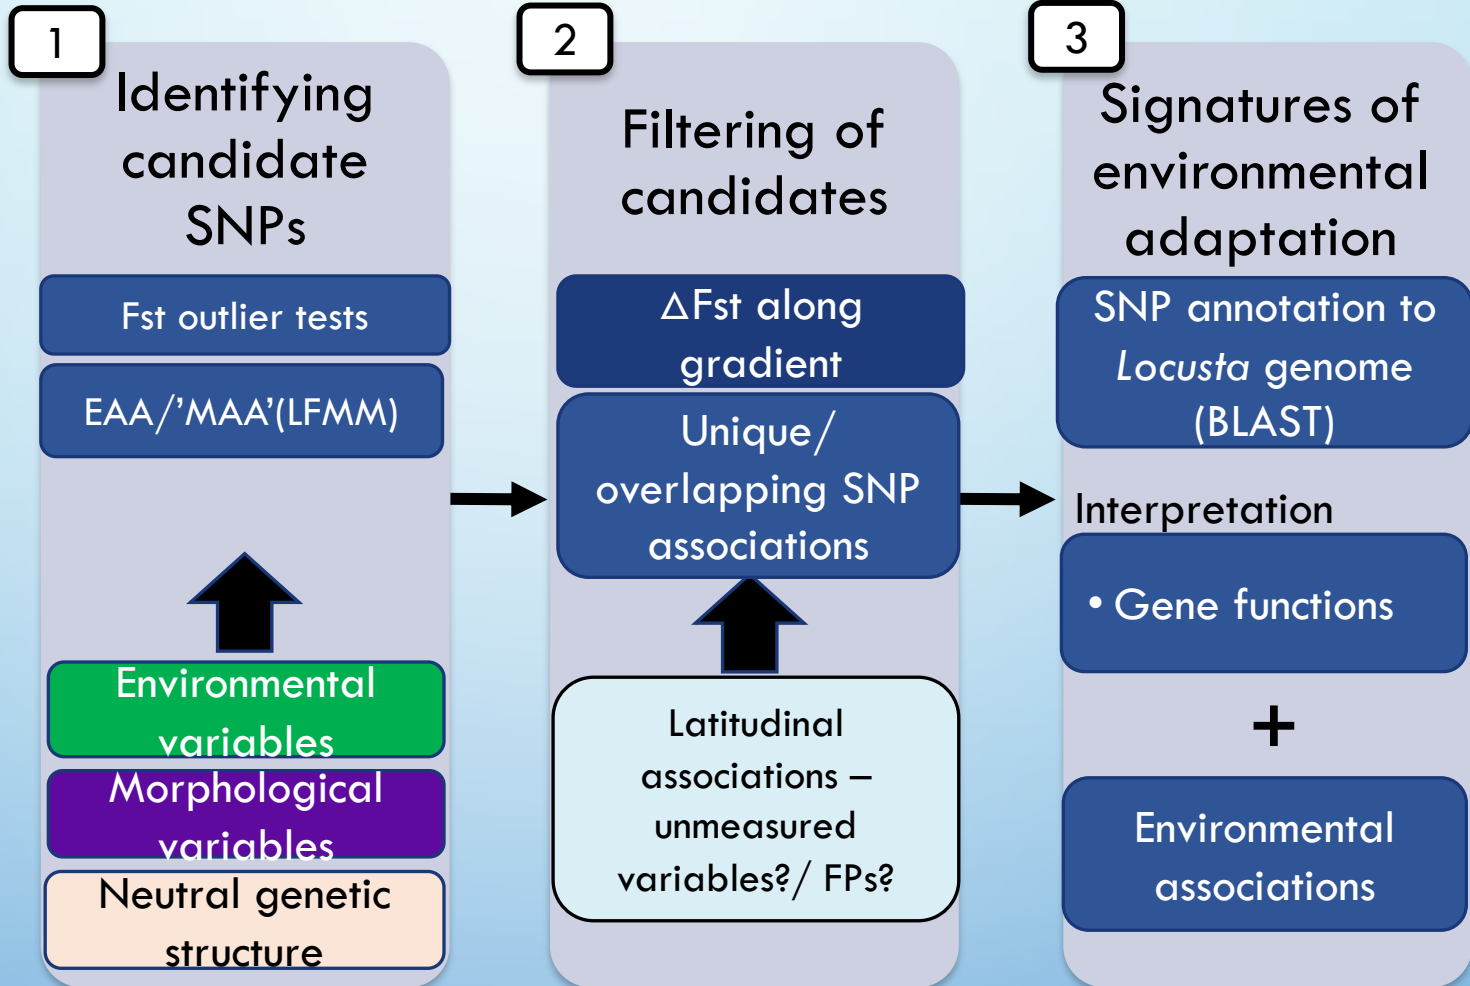 1
Identifying
candidate
SNPs
Fst outlier tests
EAA/’MAA’(LFMM)
Environmental
variables
Morphological
variables
Neutral genetic
structure
2
Filtering of
candidates
△Fst along
gradient
Unique/
overlapping SNP
associations
Latitudinal
associations –
unmeasured
variables?/ FPs?
3
Signatures of
environmental
adaptation
SNP annotation to
Locusta genome
(BLAST)
Interpretation
• Gene functions
+
Environmental
associations